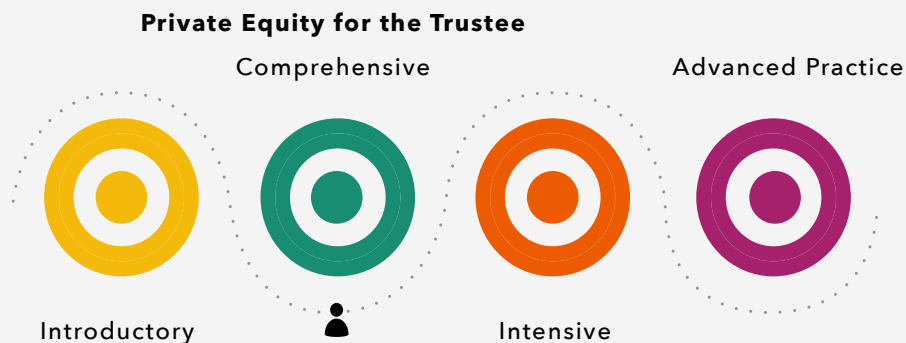 Private Equity for the Trustee
Comprehensive
Advanced Practice
Introductory
Intensive